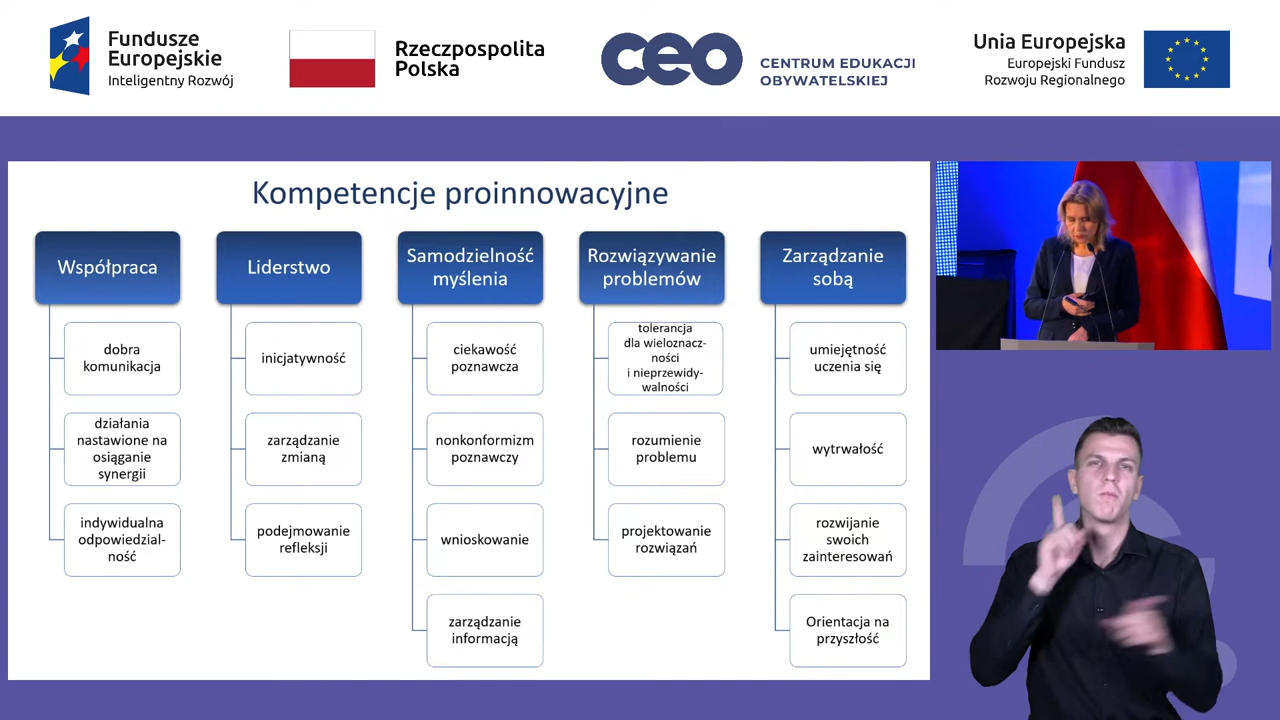 Fundusze
Europejskie
Inteligentny Rozwój
Rzeczpospolita
Polska
ceo
CENTRUM EDUKACJI
OBYWATELSKIEJ
Unia Europejska
Europejski Fundusz
Rozwoju Regionalnego
Kompetencje proinnowacyjne
Współpraca
dobra
komunikacja
działania
nastawione na
osiąganie
synergii
indywidualna
odpowiedzial-
ność
Liderstwo
inicjatywność
zarządzanie
zmianą
podejmowanie
refleksji
Samodzielność
myślenia
ciekawość
poznawcza
nonkonformizm
poznawczy
wnioskowanie
zarządzanie
informacją
Rozwiązywanie
problemów
tolerancja
dla wieloznacz-
ności
i nieprzewidy-
walności
rozumienie
problemu
projektowanie
rozwiązań
Zarządzanie
sobą
umiejętność
uczenia się
wytrwałość
rozwijanie
swoich
zainteresowań
Orientacja na
przyszłość